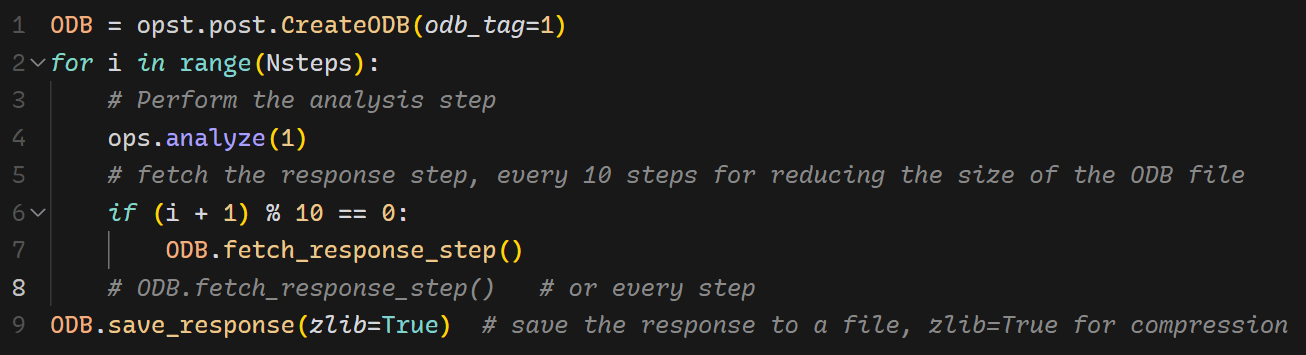 1 ODB = opst.post.CreateODB(odb_tag=1)
2 for i in range(Nsteps):
3     # Perform the analysis step
4     ops.analyze(1)
5     # fetch the response step, every 10 steps for reducing the size of the ODB file
6     if (i + 1) % 10 == 0:
7         ODB.fetch_response_step()
8     # ODB.fetch_response_step()   # or every step
9 ODB.save_response(zlib=True)  # save the response to a file, zlib=True for compression